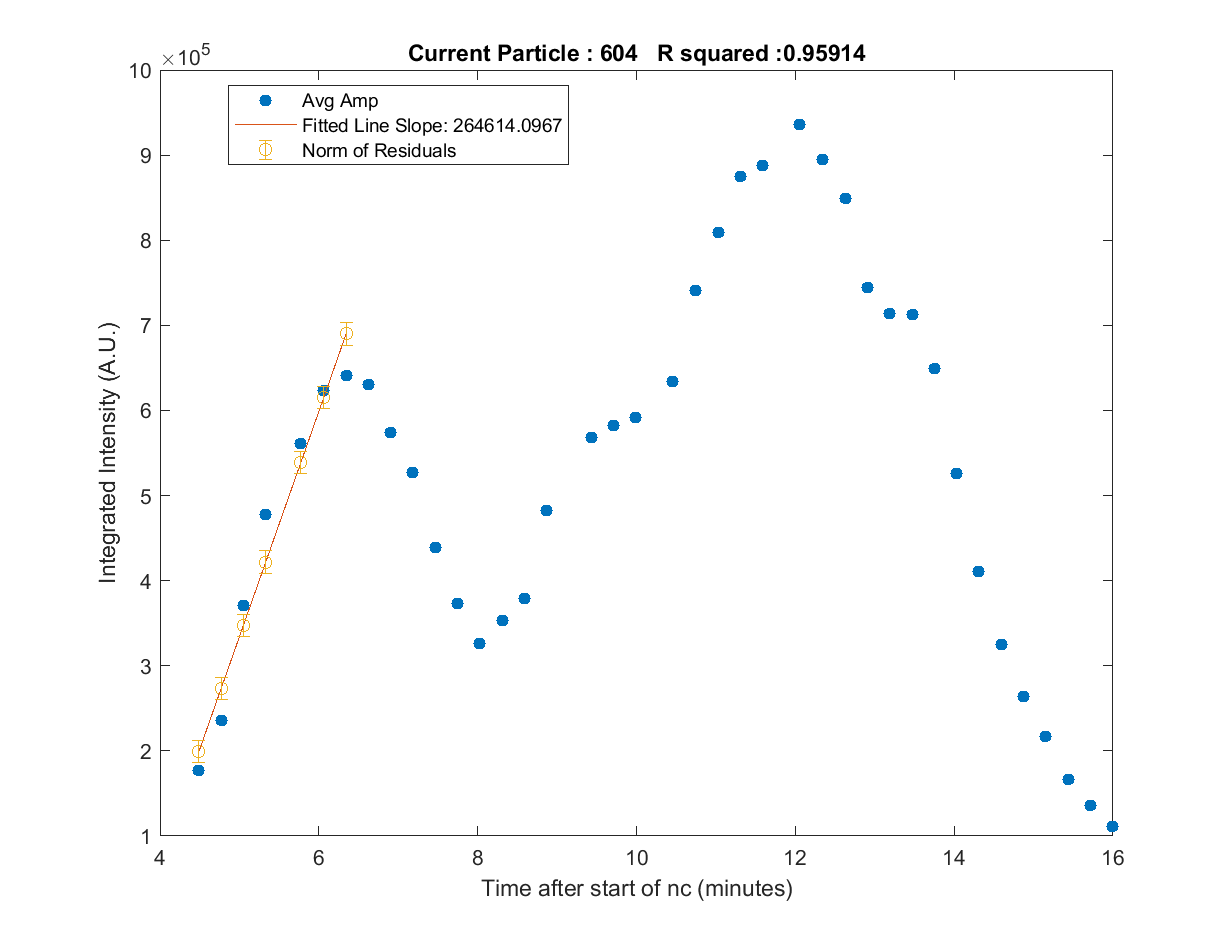 Current Particle : 604   R squared :0.95914
×10^5
10
9
8
7
6
5
4
3
2
1
Integrated Intensity (A.U.)
Avg Amp
Fitted Line Slope: 264614.0967
Norm of Residuals
4 6 8 10 12 14 16
Time after start of nc (minutes)